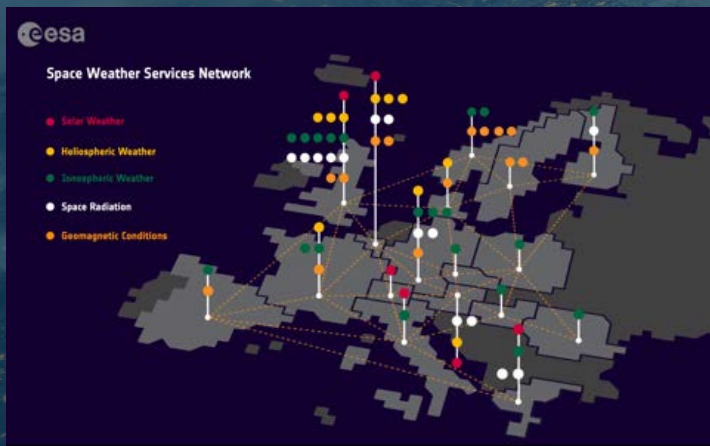 esa
Space Weather Services Network
Solar Weather
Heliospheric Weather
Ionospheric Weather
Space Radiation
Geomagnetic Conditions